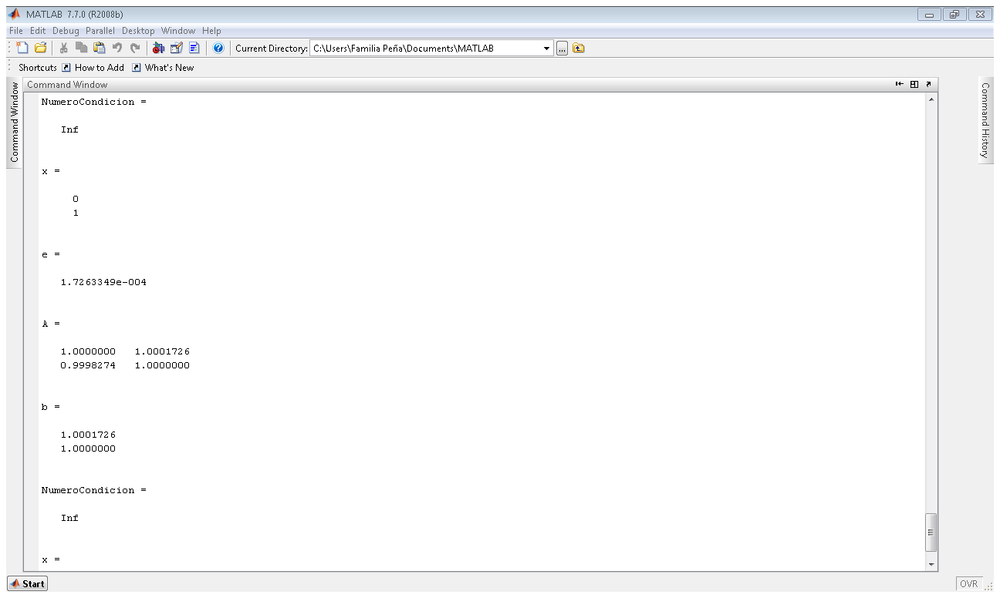 MATLAB 7.7.0 (R2008b)
File Edit Debug Parallel Desktop Window Help
Current Directory: C:\Users\Familia Peña\Documents\MATLAB ...
Shortcuts How to Add What's New
Command Window
Command Window
Command History
NumeroCondicion =
Inf
x =
0
1
e =
1.7263349e-004
A =
1.0000000 1.0001726
0.9998274 1.0000000
b =
1.0001726
1.0000000
NumeroCondicion =
Inf
x =
Start
OVR